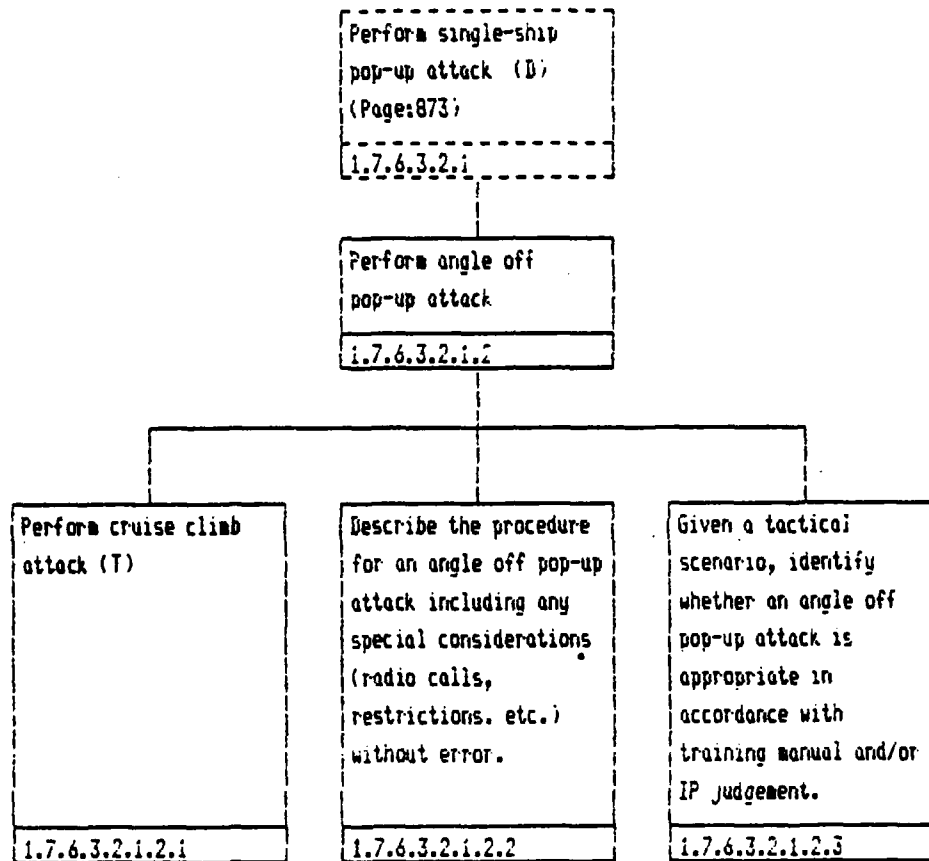 Perform single-ship
pop-up attack (D)
(Page:873)
1.7.6.3.2.1
Perform angle off
pop-up attack
1.7.6.3.2.1.2
Perform cruise climb
attack (T)
1.7.6.3.2.1.2.1
Describe the procedure
for an angle off pop-up
attack including any
special considerations
(radio calls,
restrictions. etc.)
without error.
1.7.6.3.2.1.2.2
Given a tactical
scenario, identify
whether an angle off
pop-up attack is
appropriate in
accordance with
training manual and/or
IP judgement.
1.7.6.3.2.1.2.3